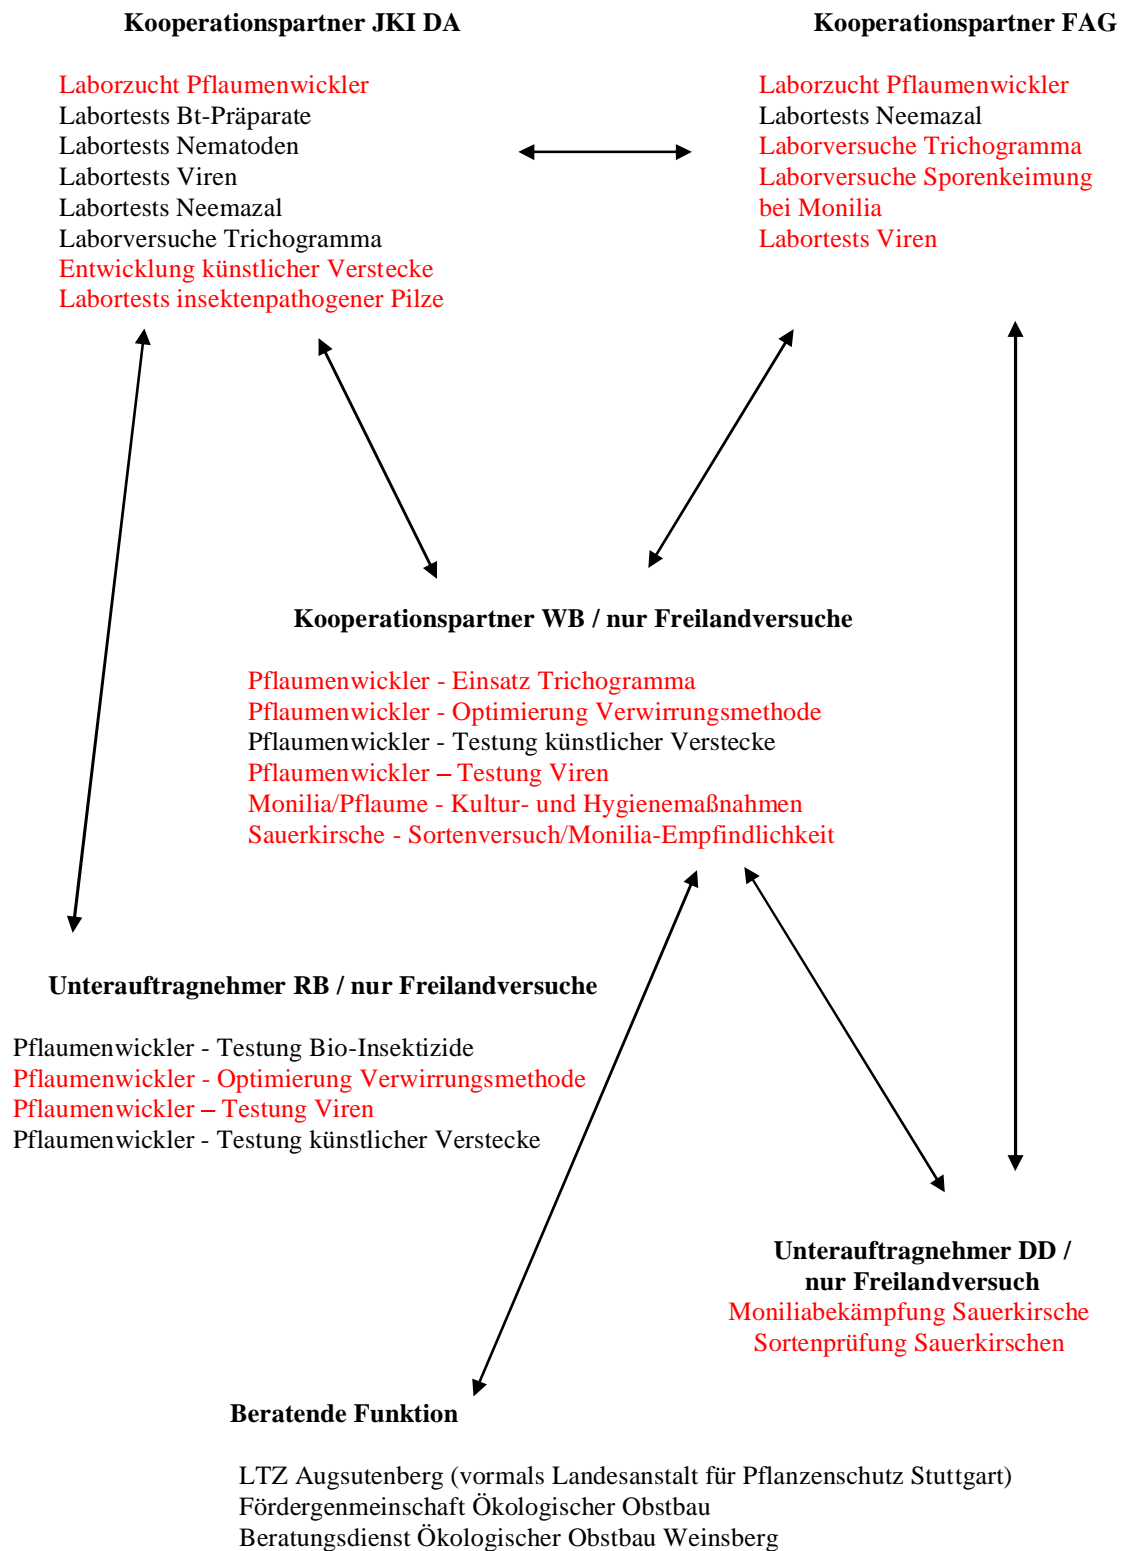 Kooperationspartner JKI DA
Laborzucht Pflaumenwickler
Labortests Bt-Präparate
Labortests Nematoden
Labortests Viren
Labortests Neemazal
Laborversuche Trichogramma
Entwicklung künstlicher Verstecke
Labortests insektenpathogener Pilze
Kooperationspartner FAG
Laborzucht Pflaumenwickler
Labortests Neemazal
Laborversuche Trichogramma
Laborversuche Sporenkeimung
bei Monilia
Labortests Viren
Kooperationspartner WB / nur Freilandversuche
Pflaumenwickler - Einsatz Trichogramma
Pflaumenwickler - Optimierung Verwirrungsmethode
Pflaumenwickler - Testung künstlicher Verstecke
Pflaumenwickler – Testung Viren
Monilia/Pflaume - Kultur- und Hygienemaßnahmen
Sauerkirsche - Sortenversuch/Monilia-Empfindlichkeit
Unterauftragnehmer RB / nur Freilandversuche
Pflaumenwickler - Testung Bio-Insektizide
Pflaumenwickler - Optimierung Verwirrungsmethode
Pflaumenwickler – Testung Viren
Pflaumenwickler - Testung künstlicher Verstecke
Unterauftragnehmer DD /
nur Freilandversuch
Moniliabekämpfung Sauerkirsche
Sortenprüfung Sauerkirschen
Beratende Funktion
LTZ Augsutenberg (vormals Landesanstalt für Pflanzenschutz Stuttgart)
Fördergenmeinschaft Ökologischer Obstbau
Beratungsdienst Ökologischer Obstbau Weinsberg